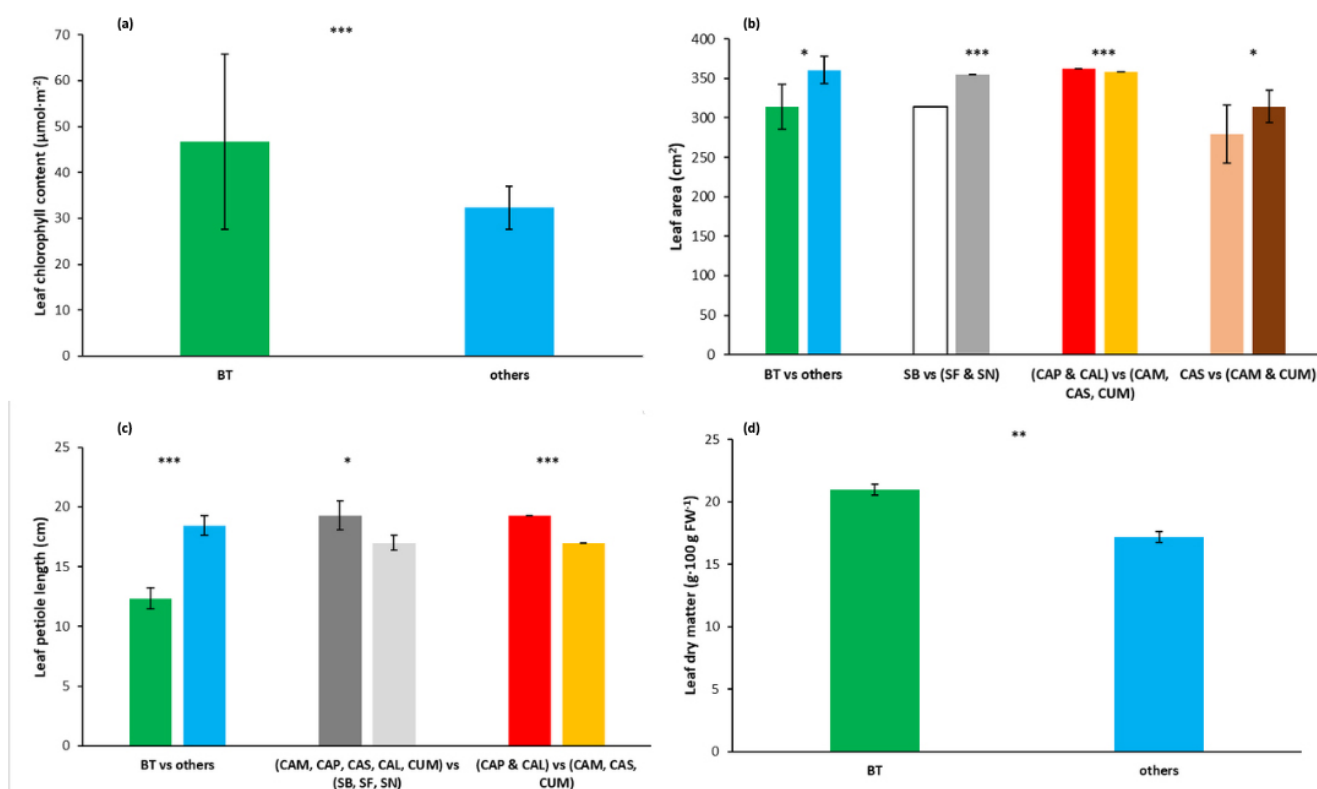 (a)
***
Leaf chlorophyll content (µmol·m⁻²)
70
60
50
40
30
20
10
0
BT
others
(b)
*
***
***
*
Leaf area (cm²)
400
350
300
250
200
150
100
50
0
BT vs others
SB vs (SF & SN)
(CAP & CAL) vs (CAM,
CAS, CUM)
CAS vs (CAM & CUM)
(c)
***
*
***
Leaf petiole length (cm)
25
20
15
10
5
0
BT vs others
(CAM, CAP, CAS, CAL, CUM) vs
(SB, SF, SN)
(CAP & CAL) vs (CAM, CAS,
CUM)
(d)
**
Leaf dry matter (g·100 g FW⁻¹)
25
20
15
10
5
0
BT
others